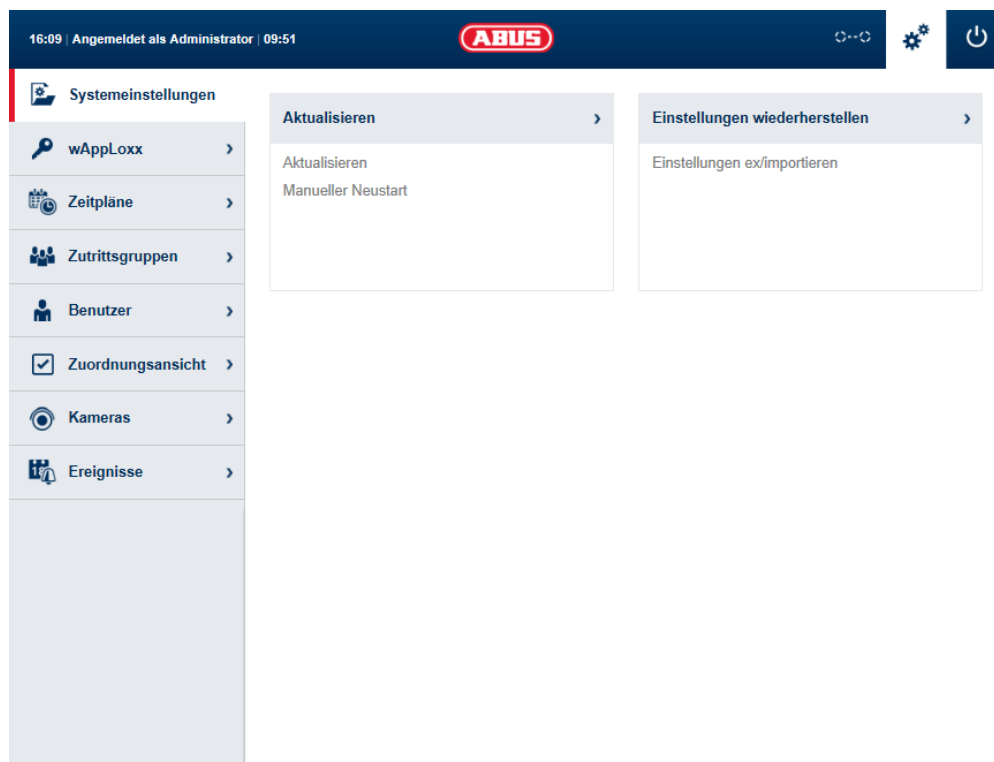 16:09 | Angemeldet als Administrator | 09:51
ABUS
Systemeinstellungen
wAppLoxx
Zeitpläne
Zutrittsgruppen
Benutzer
Zuordnungsansicht
Kameras
Ereignisse
Aktualisieren
Aktualisieren
Manueller Neustart
Einstellungen wiederherstellen
Einstellungen ex/importieren